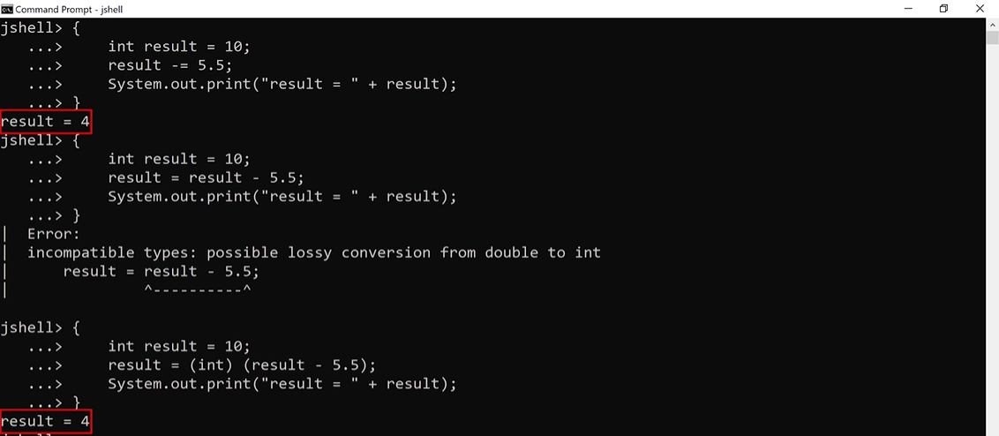 Command Prompt - jshell
jshell> {
   ...>     int result = 10;
   ...>     result -= 5.5;
   ...>     System.out.print("result = " + result);
   ...> }
result = 4
jshell> {
   ...>     int result = 10;
   ...>     result = result - 5.5;
   ...>     System.out.print("result = " + result);
   ...> }
|  Error:
|  incompatible types: possible lossy conversion from double to int
|      result = result - 5.5;
|               ^----------^
jshell> {
   ...>     int result = 10;
   ...>     result = (int) (result - 5.5);
   ...>     System.out.print("result = " + result);
   ...> }
result = 4